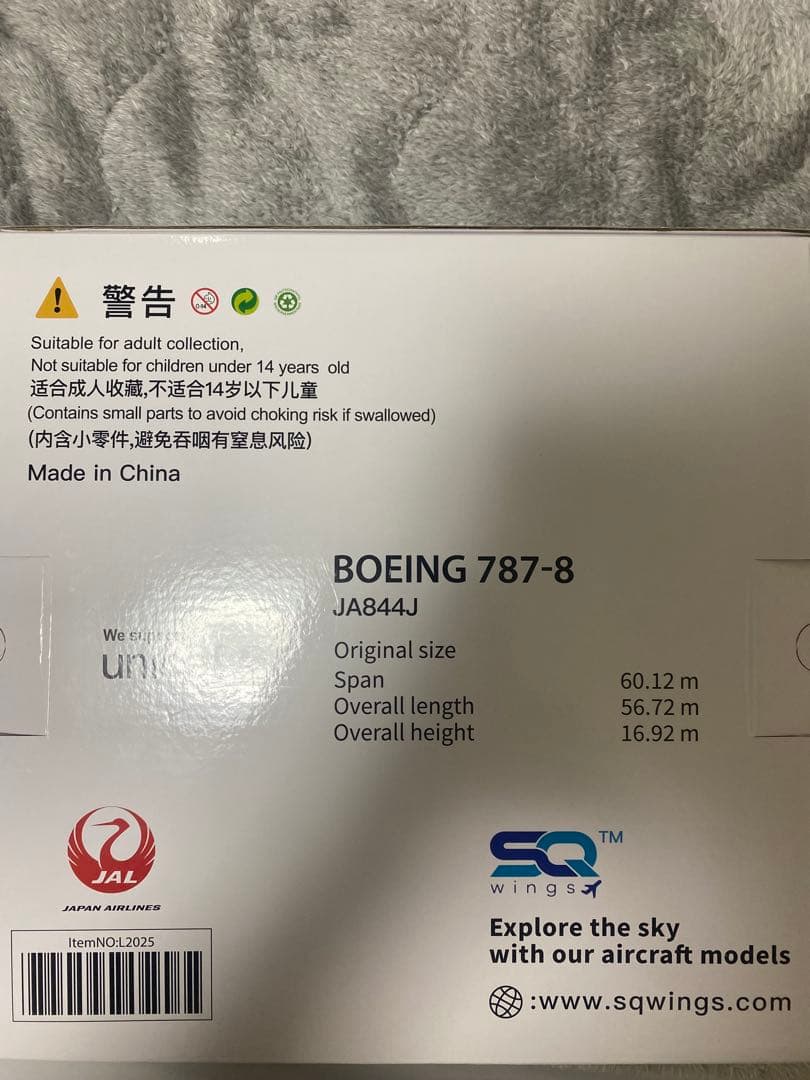 警告
Suitable for adult collection,
Not suitable for children under 14 years old
适合成人收藏,不适合14岁以下儿童
(Contains small parts to avoid choking risk if swallowed)
(内含小零件,避免吞咽有窒息风险)
Made in China
BOEING 787-8
JA844J
We
Original size
Span 60.12 m
Overall length 56.72 m
Overall height 16.92 m
JAL
JAPAN AIRLINES
ItemNO:L2025
SQ TM
wings
Explore the sky
with our aircraft models
:www.sqwings.com